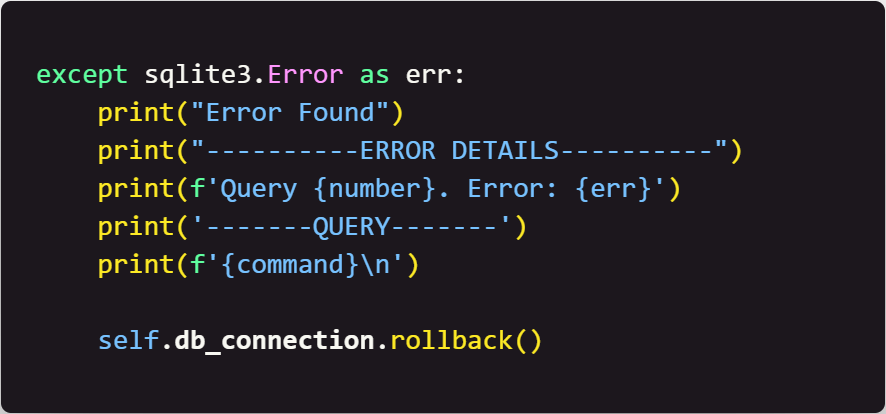 except sqlite3.Error as err:
    print("Error Found")
    print("----------ERROR DETAILS----------")
    print(f'Query {number}. Error: {err}')
    print('-------QUERY-------')
    print(f'{command}\n')

    self.db_connection.rollback()